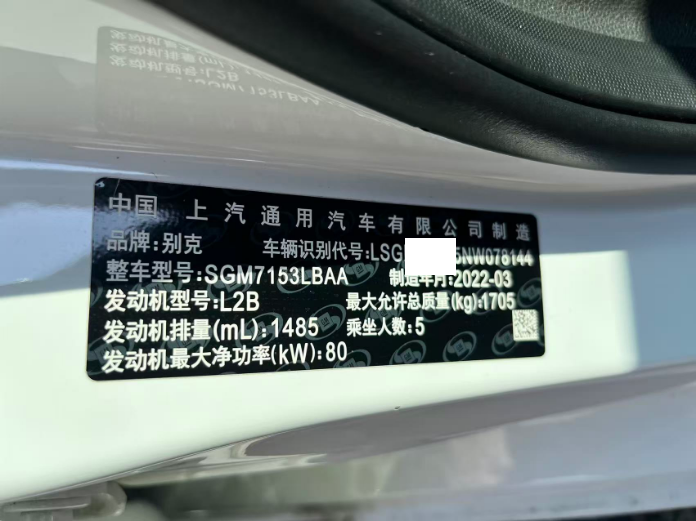 中国 上汽通用汽车有限公司制造
品牌:别克 车辆识别代号:LSG 5NW078144
整车型号:SGM7153LBAA 制造年月:2022-03
发动机型号:L2B 最大允许总质量(kg):1705
发动机排量(mL):1485 乘坐人数:5
发动机最大净功率(kW):80